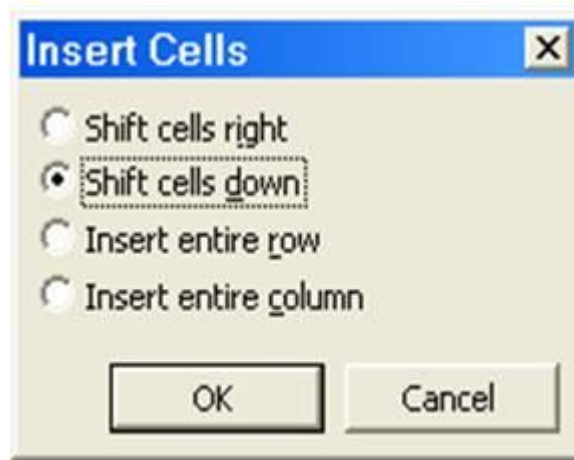 Insert Cells
Shift cells right
Shift cells down
Insert entire row
Insert entire column
OK Cancel